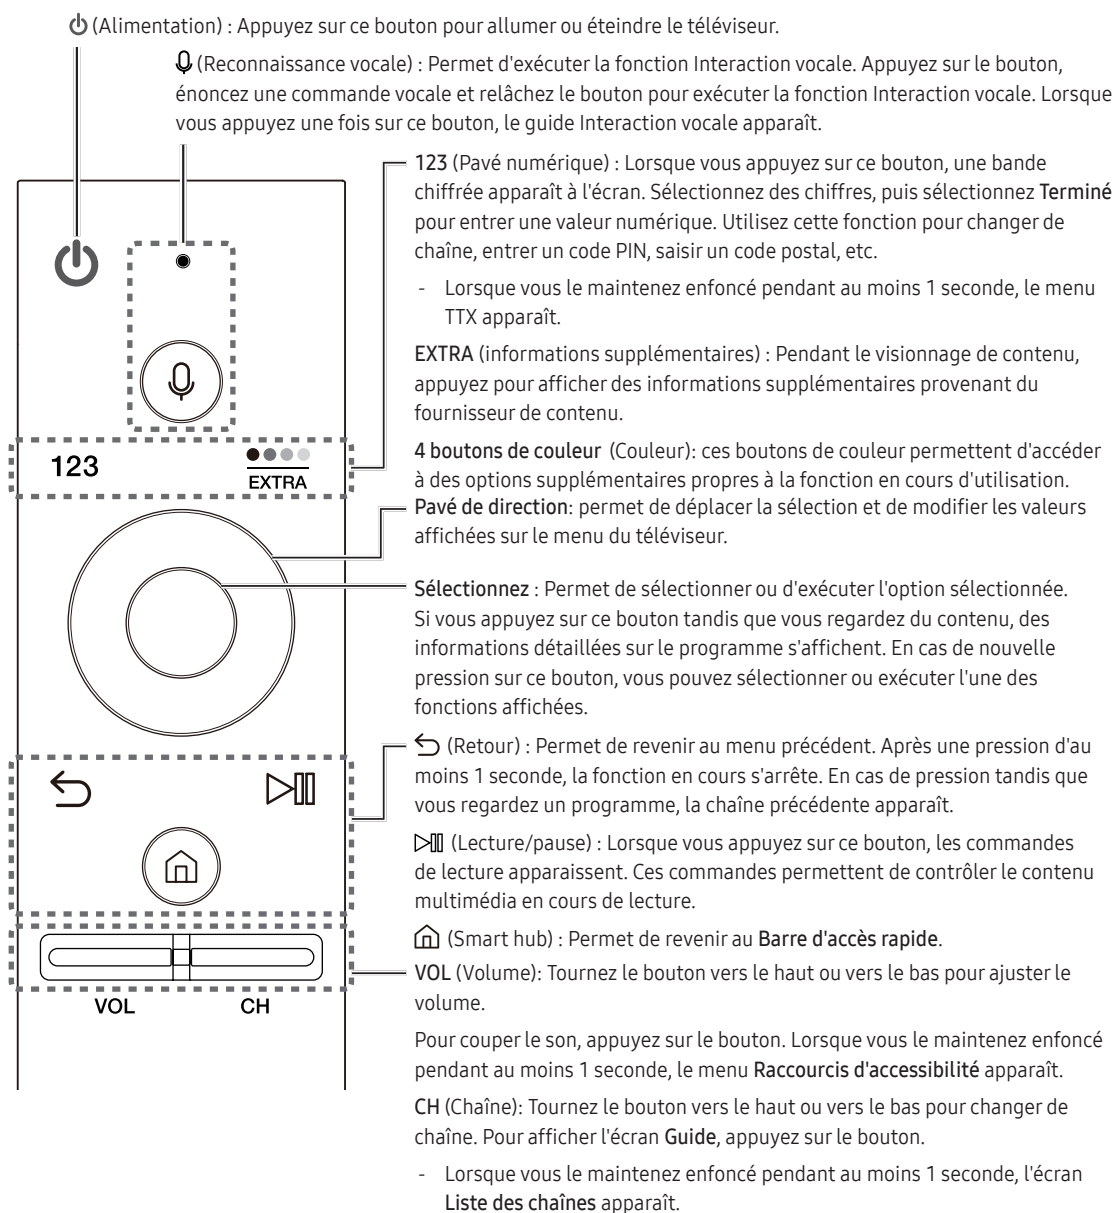 (Alimentation) : Appuyez sur ce bouton pour allumer ou éteindre le téléviseur.
(Reconnaissance vocale) : Permet d'exécuter la fonction Interaction vocale. Appuyez sur le bouton,
énoncez une commande vocale et relâchez le bouton pour exécuter la fonction Interaction vocale. Lorsque
vous appuyez une fois sur ce bouton, le guide Interaction vocale apparaît.
123 (Pavé numérique) : Lorsque vous appuyez sur ce bouton, une bande
chiffrée apparaît à l'écran. Sélectionnez des chiffres, puis sélectionnez Terminé
pour entrer une valeur numérique. Utilisez cette fonction pour changer de
chaîne, entrer un code PIN, saisir un code postal, etc.
- Lorsque vous le maintenez enfoncé pendant au moins 1 seconde, le menu
TTX apparaît.
EXTRA (informations supplémentaires) : Pendant le visionnage de contenu,
appuyez pour afficher des informations supplémentaires provenant du
fournisseur de contenu.
4 boutons de couleur (Couleur): ces boutons de couleur permettent d'accéder
à des options supplémentaires propres à la fonction en cours d'utilisation.
Pavé de direction: permet de déplacer la sélection et de modifier les valeurs
affichées sur le menu du téléviseur.
Sélectionnez : Permet de sélectionner ou d'exécuter l'option sélectionnée.
Si vous appuyez sur ce bouton tandis que vous regardez du contenu, des
informations détaillées sur le programme s'affichent. En cas de nouvelle
pression sur ce bouton, vous pouvez sélectionner ou exécuter l'une des
fonctions affichées.
(Retour) : Permet de revenir au menu précédent. Après une pression d'au
moins 1 seconde, la fonction en cours s'arrête. En cas de pression tandis que
vous regardez un programme, la chaîne précédente apparaît.
(Lecture/pause) : Lorsque vous appuyez sur ce bouton, les commandes
de lecture apparaissent. Ces commandes permettent de contrôler le contenu
multimédia en cours de lecture.
(Smart hub) : Permet de revenir au Barre d'accès rapide.
VOL (Volume): Tournez le bouton vers le haut ou vers le bas pour ajuster le
volume.
Pour couper le son, appuyez sur le bouton. Lorsque vous le maintenez enfoncé
pendant au moins 1 seconde, le menu Raccourcis d'accessibilité apparaît.
CH (Chaîne): Tournez le bouton vers le haut ou vers le bas pour changer de
chaîne. Pour afficher l'écran Guide, appuyez sur le bouton.
- Lorsque vous le maintenez enfoncé pendant au moins 1 seconde, l'écran
Liste des chaînes apparaît.
123
EXTRA
VOL
CH